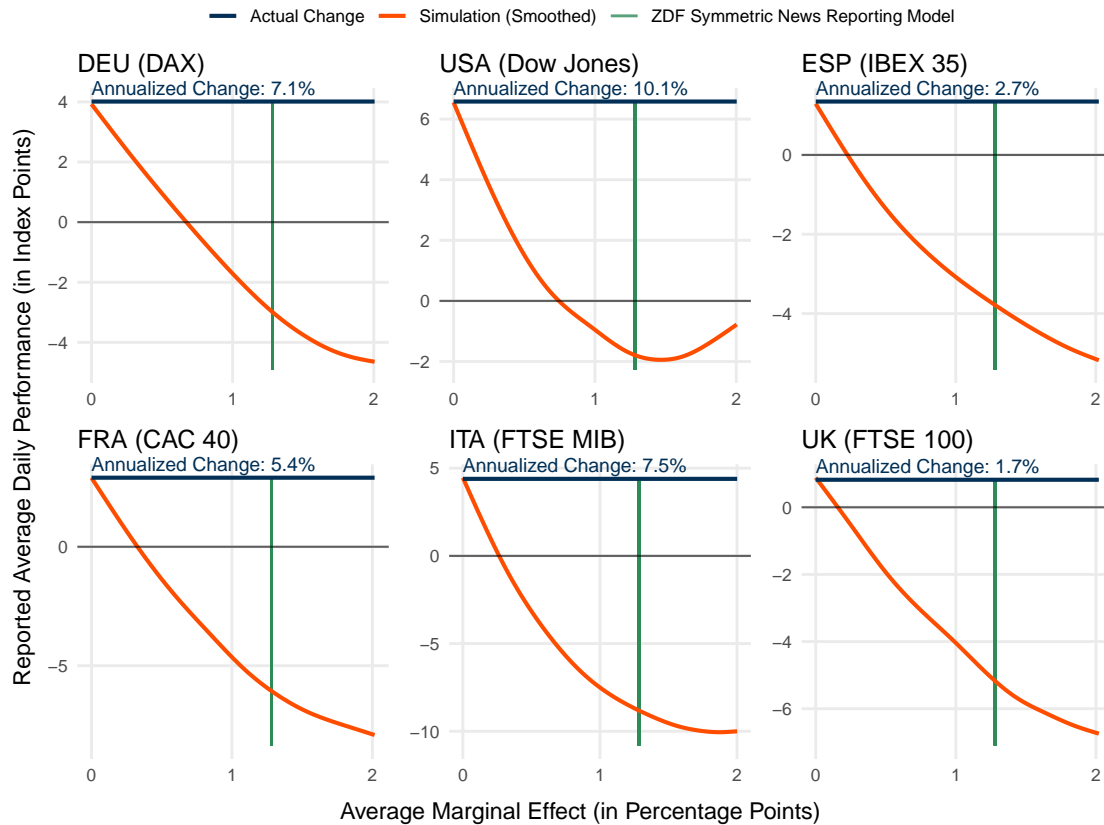 Actual Change Simulation (Smoothed) ZDF Symmetric News Reporting Model
DEU (DAX)
Annualized Change: 7.1%
4
2
0
−2
−4
0 1 2
USA (Dow Jones)
Annualized Change: 10.1%
6
4
2
0
−2
0 1 2
ESP (IBEX 35)
Annualized Change: 2.7%
0
−2
−4
0 1 2
FRA (CAC 40)
Annualized Change: 5.4%
0
−5
0 1 2
ITA (FTSE MIB)
Annualized Change: 7.5%
5
0
−5
−10
0 1 2
UK (FTSE 100)
Annualized Change: 1.7%
0
−2
−4
−6
0 1 2
Reported Average Daily Performance (in Index Points)
Average Marginal Effect (in Percentage Points)